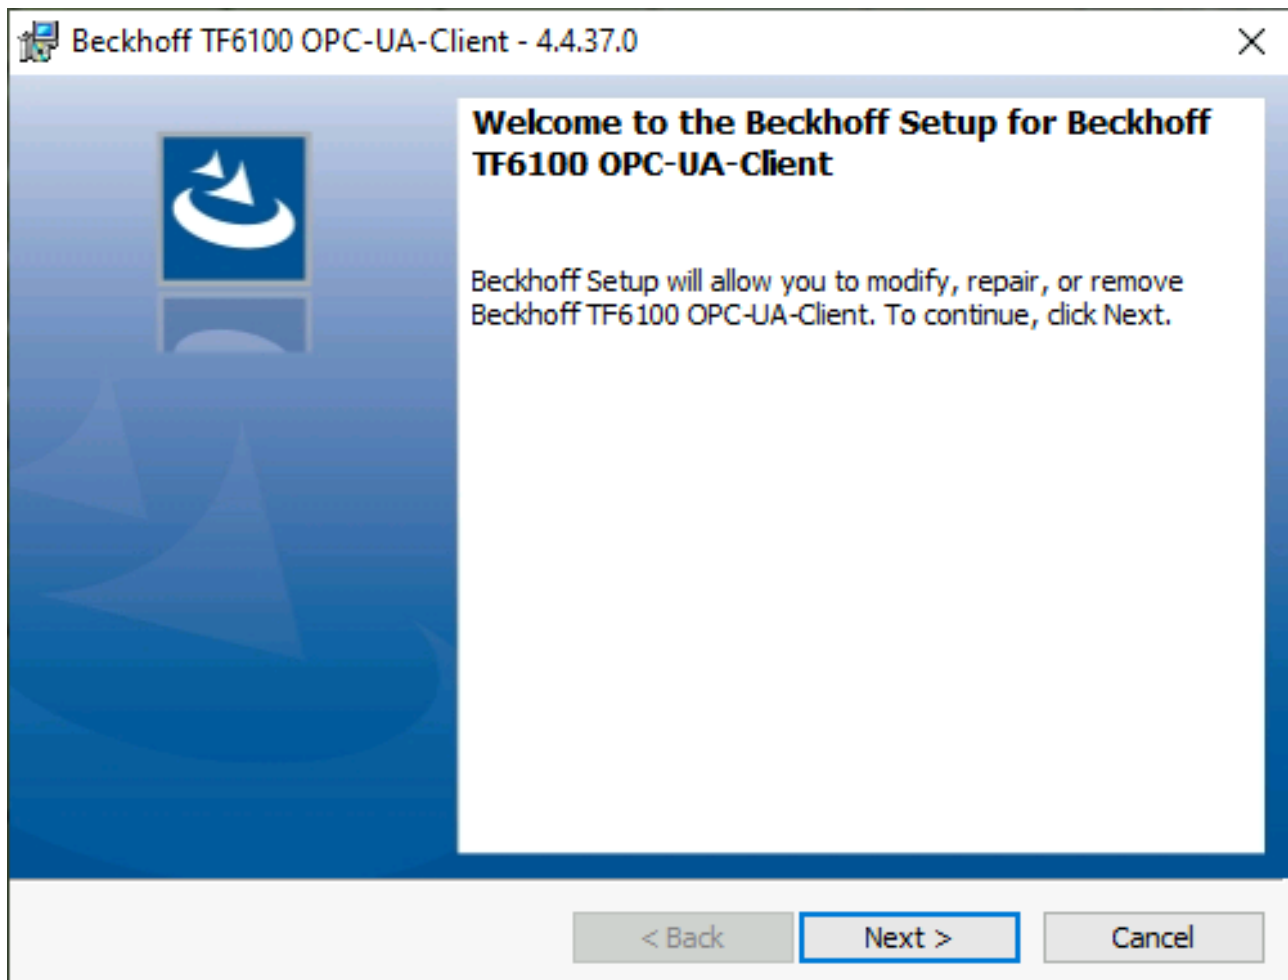 Beckhoff TF6100 OPC-UA-Client - 4.4.37.0
Welcome to the Beckhoff Setup for Beckhoff
TF6100 OPC-UA-Client
Beckhoff Setup will allow you to modify, repair, or remove
Beckhoff TF6100 OPC-UA-Client. To continue, click Next.
< Back
Next >
Cancel